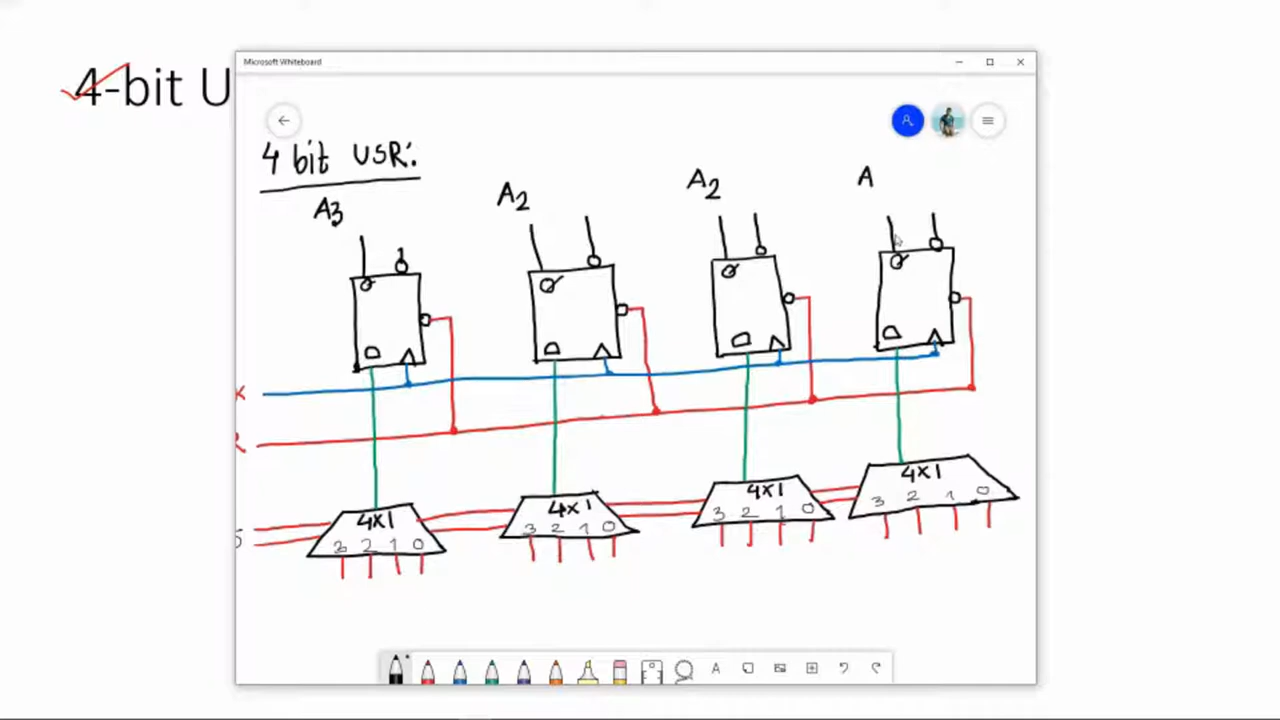 4-bit U
Microsoft Whiteboard
4 bit USR:
A3 A2 A2 A
Q Q Q Q
D D D D
K
R
4X1 4X1 4X1 4X1
3 2 1 0 3 2 1 0 3 2 1 0 3 2 1 0
A